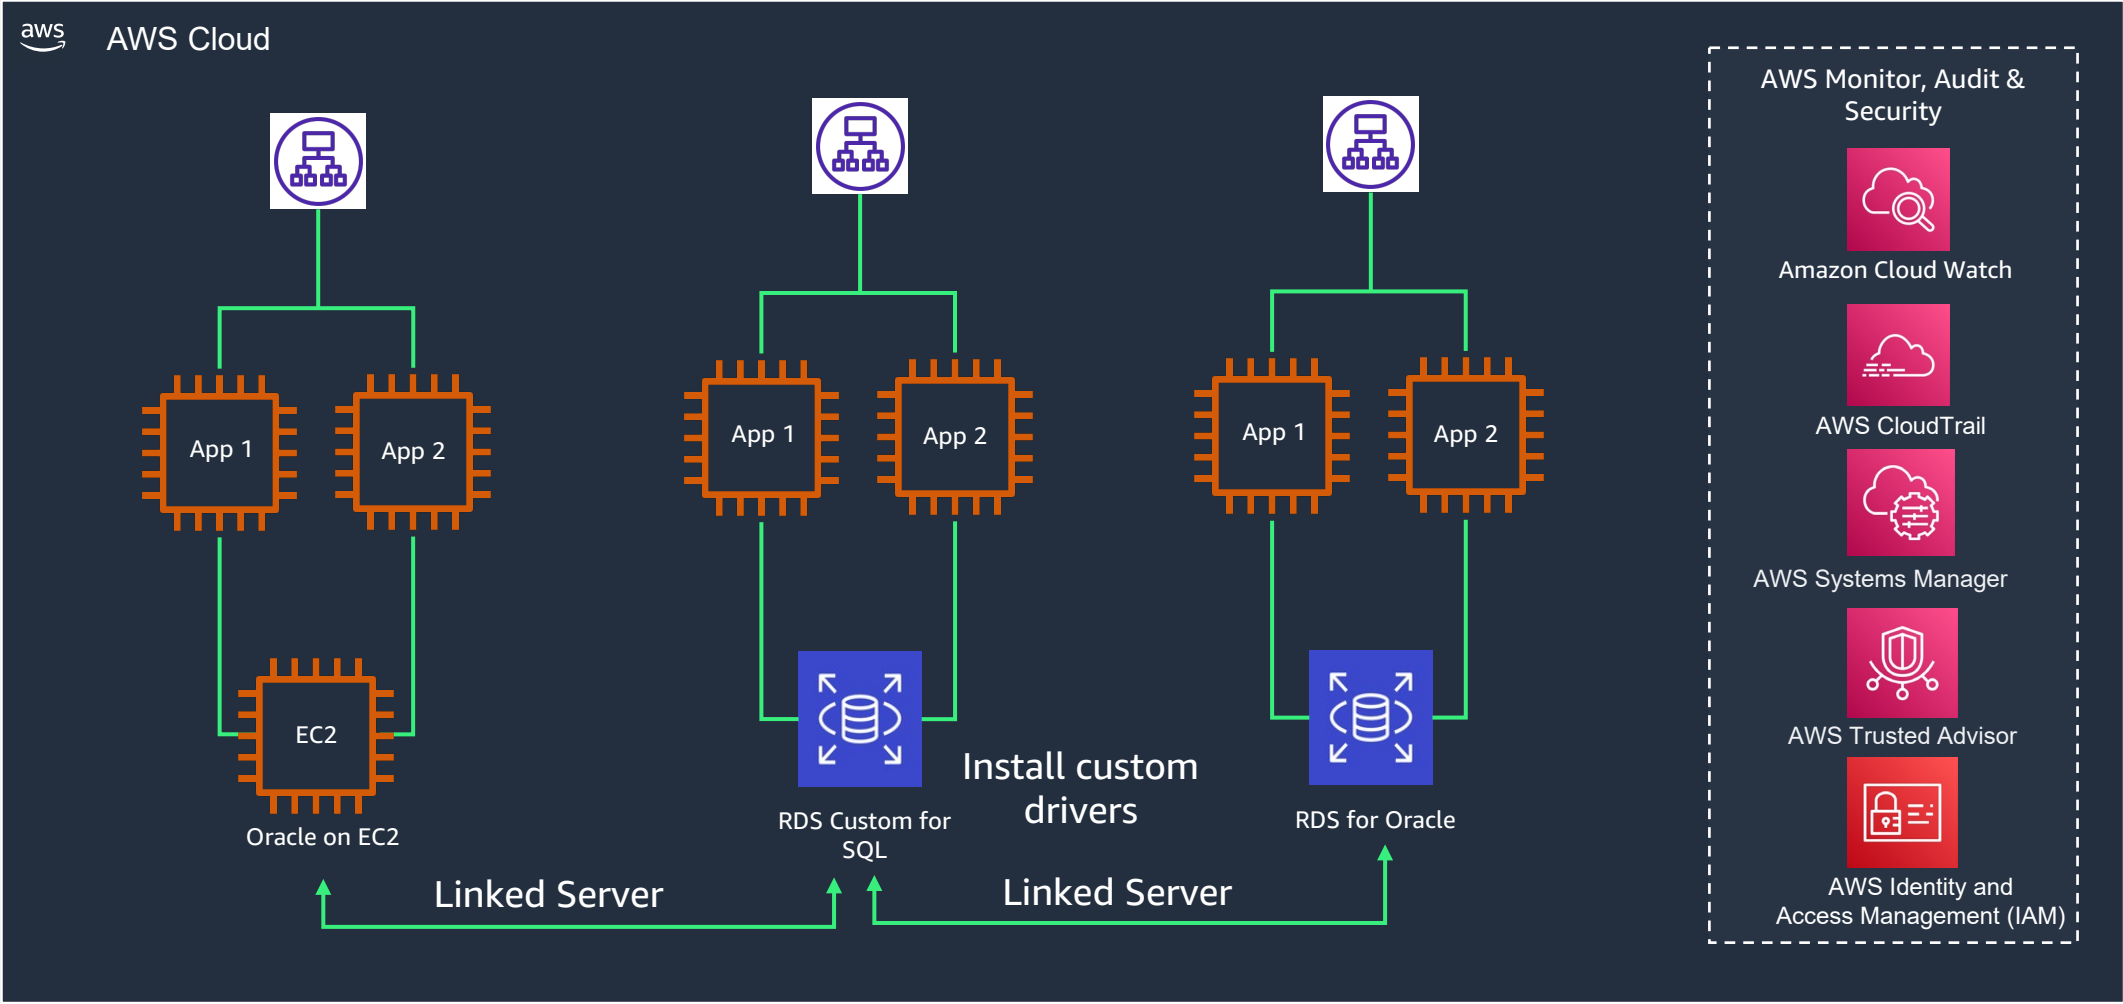 aws
AWS Cloud
App 1
App 2
EC2
Oracle on EC2
App 1
App 2
RDS Custom for
SQL
Install custom
drivers
App 1
App 2
RDS for Oracle
Linked Server
Linked Server
AWS Monitor, Audit &
Security
Amazon Cloud Watch
AWS CloudTrail
AWS Systems Manager
AWS Trusted Advisor
AWS Identity and
Access Management (IAM)